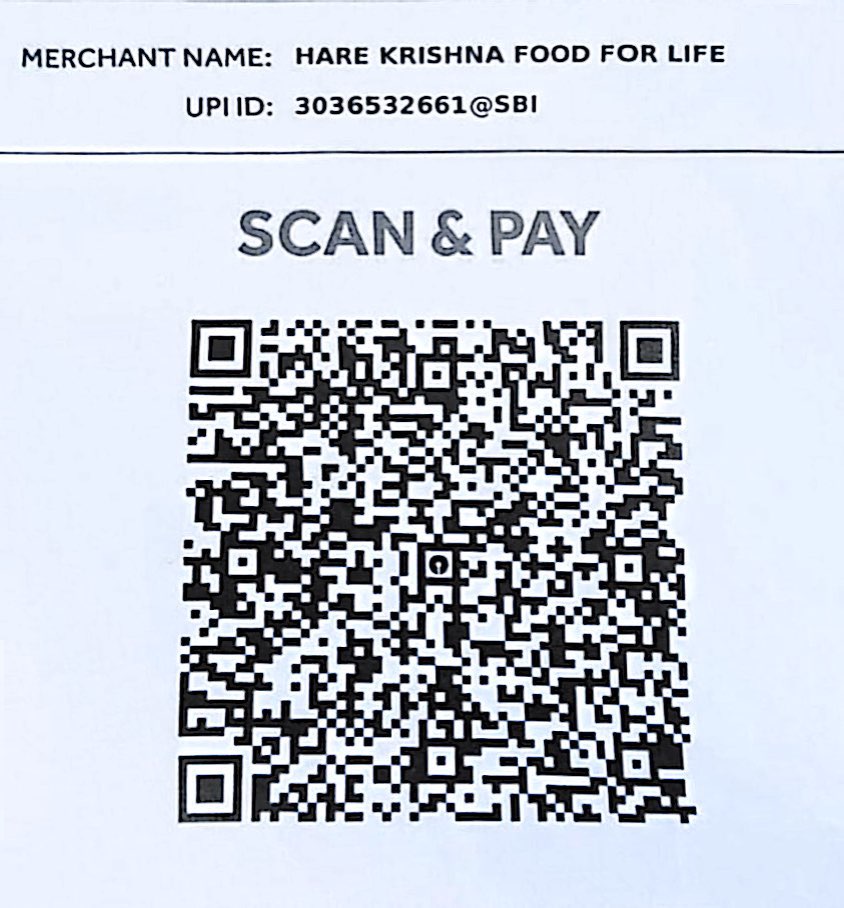 MERCHANT NAME: HARE KRISHNA FOOD FOR LIFE
UPI ID: 3036532661@SBI
SCAN & PAY